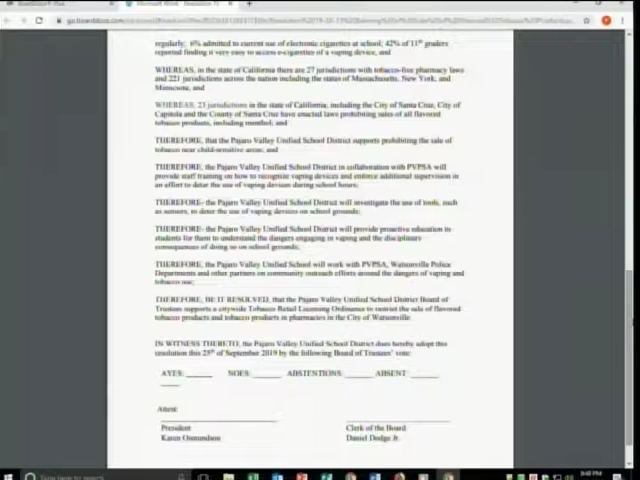 regularly; 6% admitted to current use of electronic cigarettes at school; 42% of 11th graders
reported finding it very easy to access e-cigarettes of a vaping device, and
WHEREAS, in the state of California there are 27 jurisdictions with tobacco-free pharmacy laws
and 221 jurisdictions across the nation including the states of Massachusetts, New York, and
Minnesota, and
WHEREAS, 23 jurisdictions in the state of California, including the City of Santa Cruz, City of
Capitola and the County of Santa Cruz have enacted laws prohibiting sales of all flavored
tobacco products, including menthol; and
THEREFORE, that the Pajaro Valley Unified School District supports prohibiting the sale of
tobacco near child-sensitive areas; and
THEREFORE, the Pajaro Valley Unified School District in collaboration with PVPSA will
provide staff training on how to recognize vaping devices and enforce additional supervision in
an effort to deter the use of vaping devices during school hours;
THEREFORE- the Pajaro Valley Unified School District will investigate the use of tools, such
as sensors, to deter the use of vaping devices on school grounds;
THEREFORE- the Pajaro Valley Unified School District will provide proactive education to
students for them to understand the dangers engaging in vaping and the disciplinary
consequences of doing so on school grounds;
THEREFORE, the Pajaro Valley Unified School will work with PVPSA, Watsonville Police
Departments and other partners on community outreach efforts around the dangers of vaping and
tobacco use;
THEREFORE, BE IT RESOLVED, that the Pajaro Valley Unified School District Board of
Trustees supports a citywide Tobacco Retail Licensing Ordinance to restrict the sale of flavored
tobacco products and tobacco products in pharmacies in the City of Watsonville
IN WITNESS THERETO, the Pajaro Valley Unified School District does hereby adopt this
resolution this 25th of September 2019 by the following Board of Trustees' vote:
AYES: ______ NOES: ______ ABSTENTIONS: ______ ABSENT: ______
Attest:
President Clerk of the Board
Karen Osmundson Daniel Dodge Jr.
Type here to search